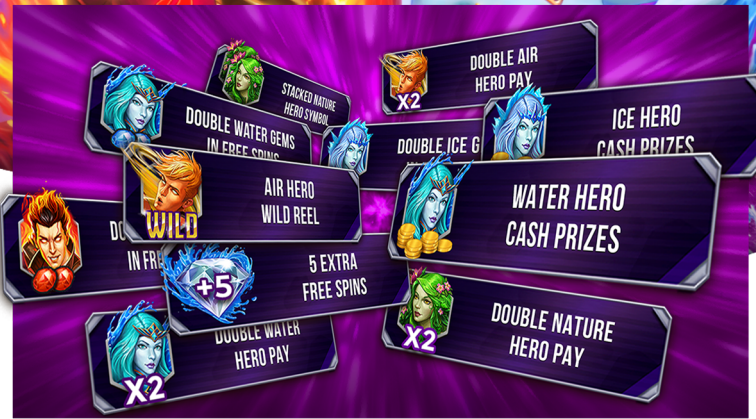 DOUBLE AIR
HERO PAY
X2
STACKED NATURE
HERO SYMBOL
ICE HERO
CASH PRIZES
DOUBLE WATER GEMS
IN FREE SPINS
DOUBLE ICE G
AIR HERO
WILD REEL
WILD
WATER HERO
CASH PRIZES
DO
IN FRE
+5
5 EXTRA
FREE SPINS
DOUBLE NATURE
HERO PAY
X2
DOUBLE WATER
HERO PAY
X2